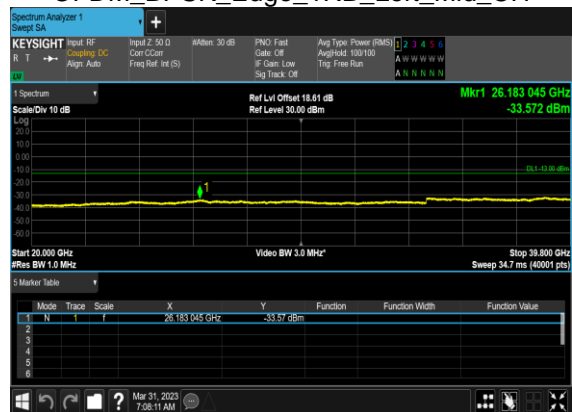 Spectrum Analyzer 1
Swept SA
+
KEYSIGHT Input: RF Input Z: 50 Ω #Atten: 30 dB PNO: Fast Avg Type: Power (RMS) 1 2 3 4 5 6
R T Coupling: DC Corr CCorr Gate: Off Avg|Hold: 100/100 A W W W W W
Align: Auto Freq Ref: Int (S) IF Gain: Low Trig: Free Run
LW Sig Track: Off A N N N N N
1 Spectrum Ref Lvl Offset 18.61 dB Mkr1 26.183 045 GHz
Scale/Div 10 dB Ref Level 30.00 dBm -33.572 dBm
Log
20.0
10.0
0.00
-10.0 DL1 -13.00 dBm
-20.0
-30.0 1
-40.0
-50.0
-60.0
Start 20.000 GHz Video BW 3.0 MHz* Stop 39.800 GHz
#Res BW 1.0 MHz Sweep 34.7 ms (40001 pts)
5 Marker Table
Mode Trace Scale X Y Function Function Width Function Value
1 N 1 f 26.183 045 GHz -33.57 dBm
2
3
4
5
6
? Mar 31, 2023
7:06:11 AM